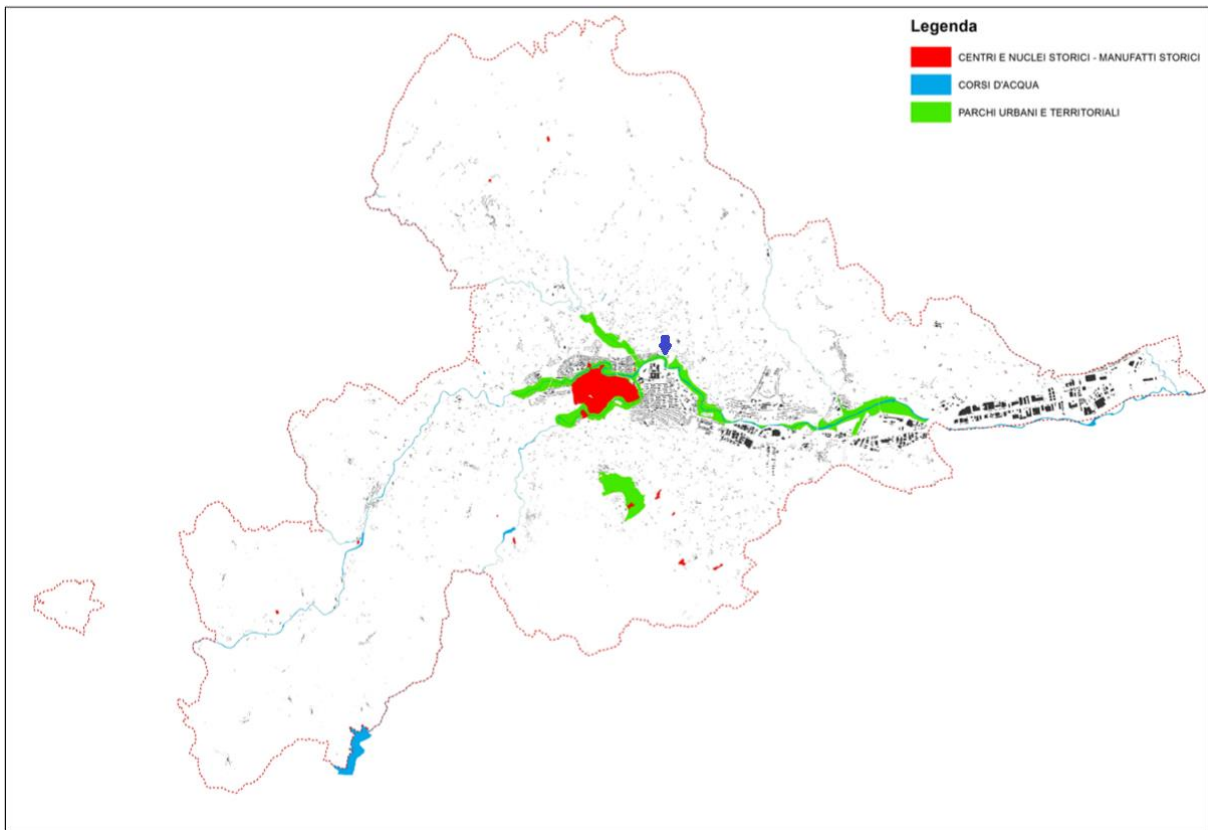 Legenda
CENTRI E NUCLEI STORICI - MANUFATTI STORICI
CORSI D'ACQUA
PARCHI URBANI E TERRITORIALI